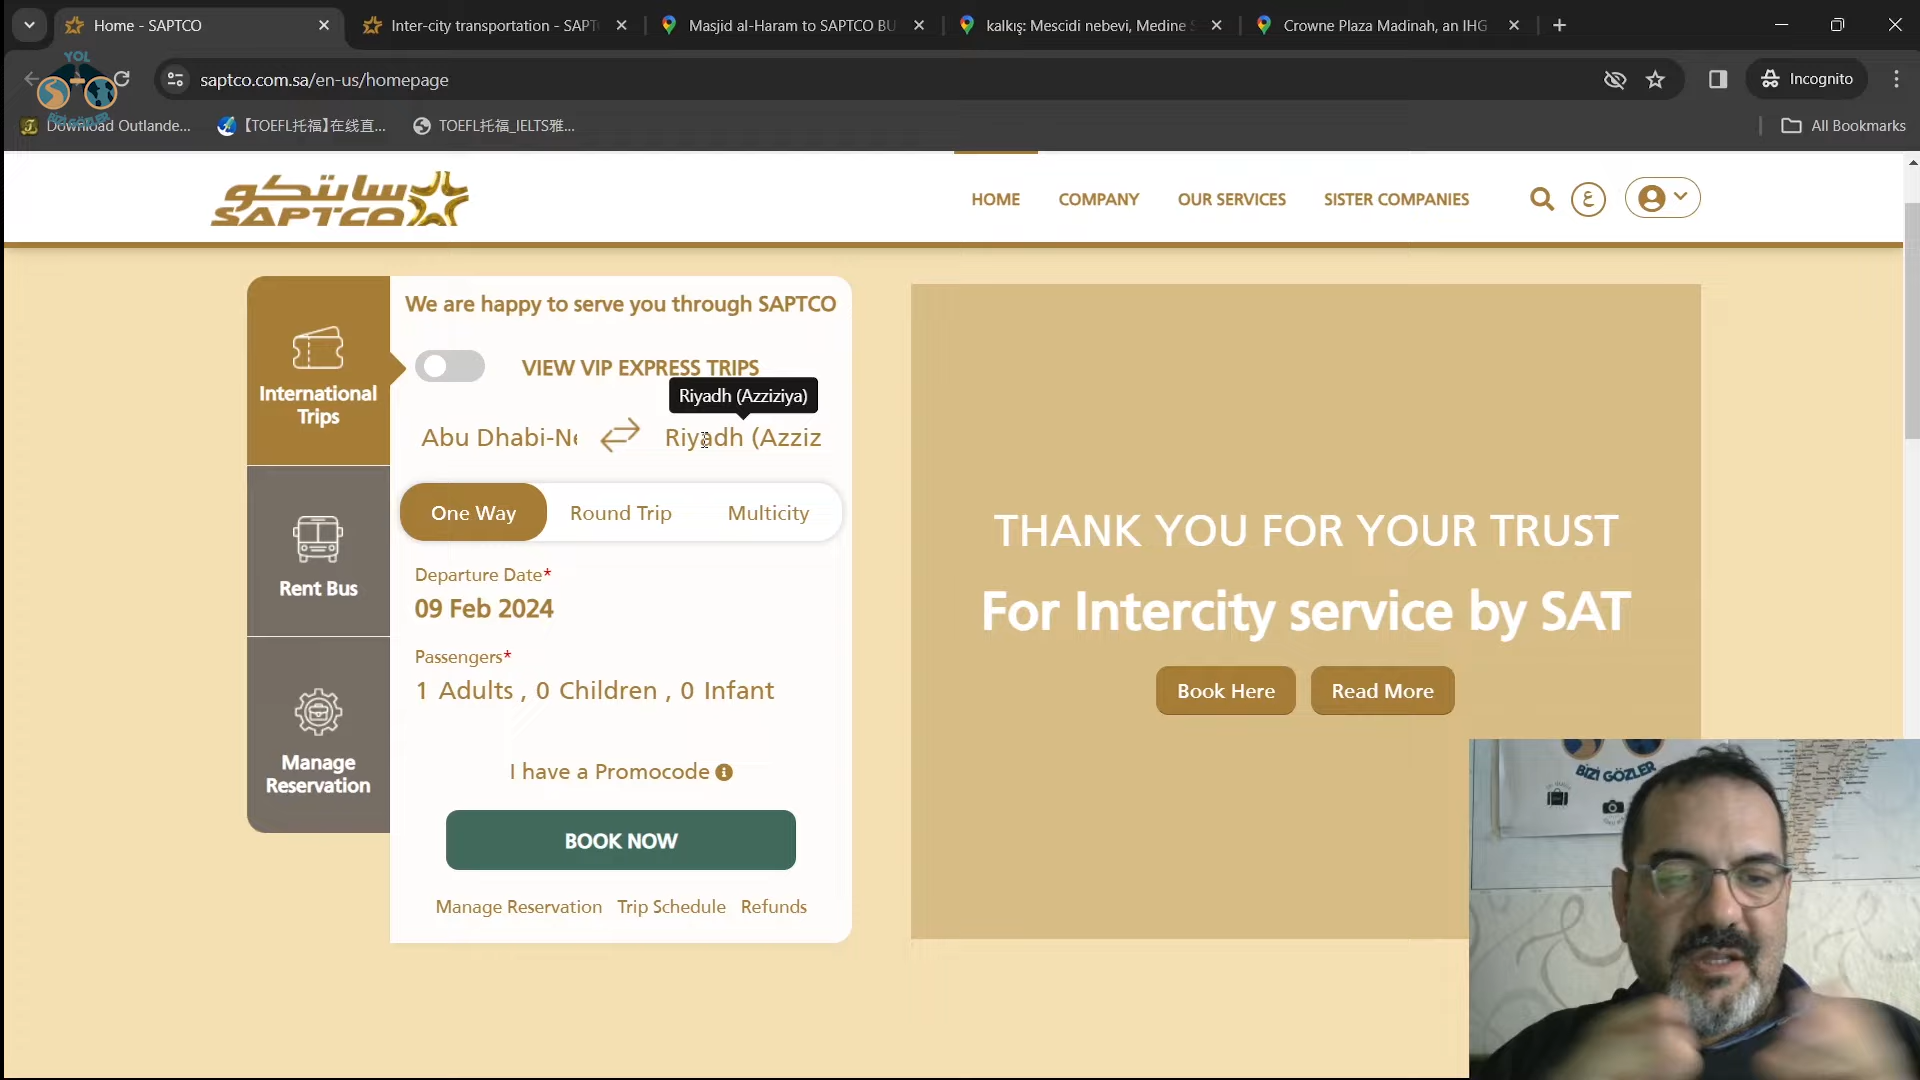 Home - SAPTCO
Inter-city transportation - SAPT
Masjid al-Haram to SAPTCO BU
kalkış: Mescidi nebevi, Medine S
Crowne Plaza Madinah, an IHG
YOL
BİZİ GÖZLER
saptco.com.sa/en-us/homepage
Incognito
Download Outlande...
【TOEFL托福】在线直...
TOEFL托福_IELTS雅...
All Bookmarks
سابتكو
SAPTCO
HOME
COMPANY
OUR SERVICES
SISTER COMPANIES
ع
We are happy to serve you through SAPTCO
VIEW VIP EXPRESS TRIPS
Riyadh (Azziziya)
Abu Dhabi-Ne
Riyadh (Azziz
International
Trips
One Way
Round Trip
Multicity
Rent Bus
Departure Date*
09 Feb 2024
Passengers*
1 Adults , 0 Children , 0 Infant
Manage
Reservation
I have a Promocode
BOOK NOW
Manage Reservation
Trip Schedule
Refunds
THANK YOU FOR YOUR TRUST
For Intercity service by SAT
Book Here
Read More
BİZİ GÖZLER